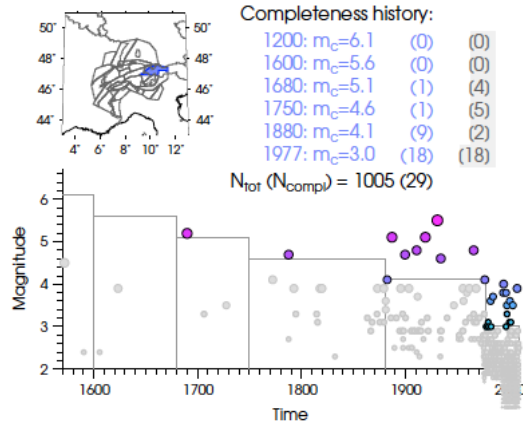 Completeness history:
1200: mc=6.1 (0) (0)
1600: mc=5.6 (0) (0)
1680: mc=5.1 (1) (4)
1750: mc=4.6 (1) (5)
1880: mc=4.1 (9) (2)
1977: mc=3.0 (18) (18)
Ntot (Ncompl) = 1005 (29)
50° 50°
48° 48°
46° 46°
44° 44°
4° 6° 8° 10° 12°
6
5
4
3
2
Magnitude
1600 1700 1800 1900
Time